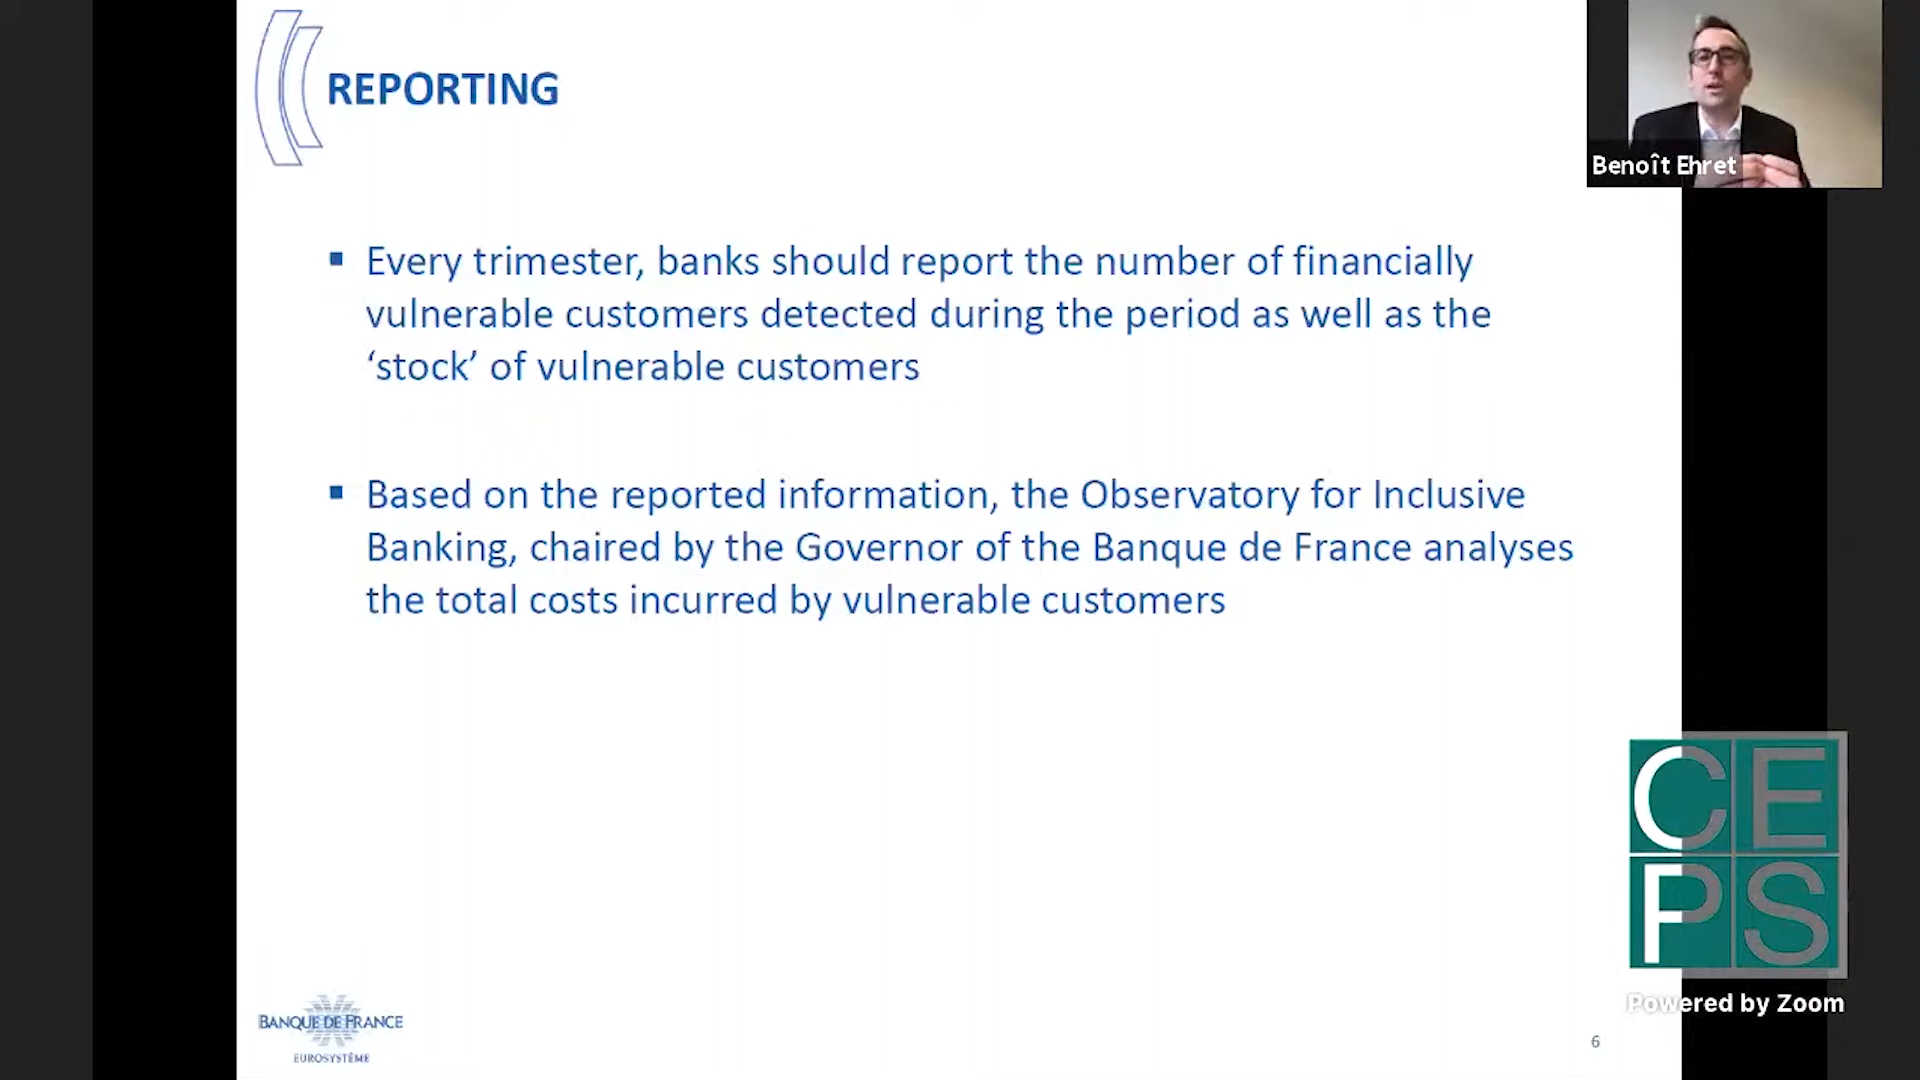 REPORTING
Benoît Ehret
▪ Every trimester, banks should report the number of financially
vulnerable customers detected during the period as well as the
‘stock’ of vulnerable customers
▪ Based on the reported information, the Observatory for Inclusive
Banking, chaired by the Governor of the Banque de France analyses
the total costs incurred by vulnerable customers
CE
PS
Powered by Zoom
BANQUE DE FRANCE
EUROSYSTÈME
6